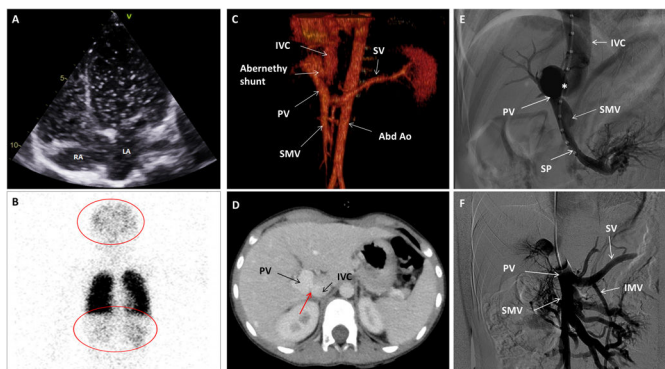 A
V
5
10
RA
LA
B
C
IVC
Abernethy
shunt
PV
SMV
SV
Abd Ao
D
PV
IVC
E
IVC
*
PV
SMV
SP
F
SV
PV
IMV
SMV